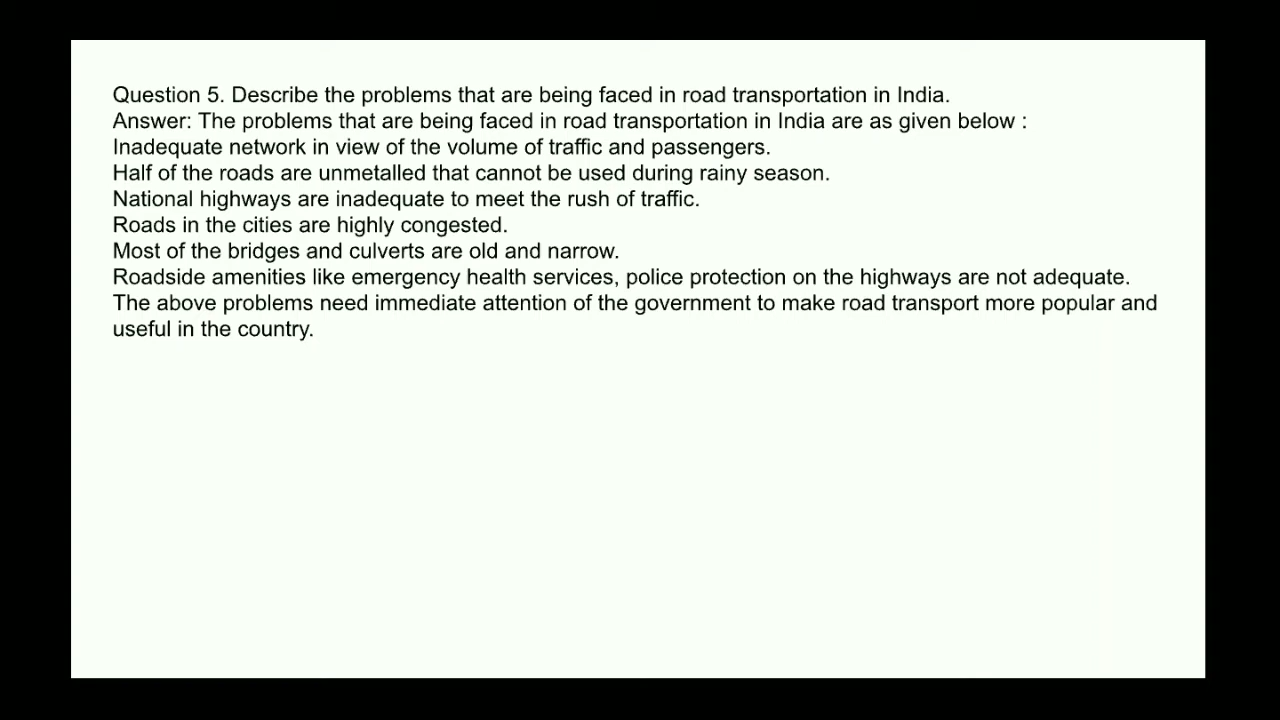 Question 5. Describe the problems that are being faced in road transportation in India.
Answer: The problems that are being faced in road transportation in India are as given below :
Inadequate network in view of the volume of traffic and passengers.
Half of the roads are unmetalled that cannot be used during rainy season.
National highways are inadequate to meet the rush of traffic.
Roads in the cities are highly congested.
Most of the bridges and culverts are old and narrow.
Roadside amenities like emergency health services, police protection on the highways are not adequate.
The above problems need immediate attention of the government to make road transport more popular and
useful in the country.